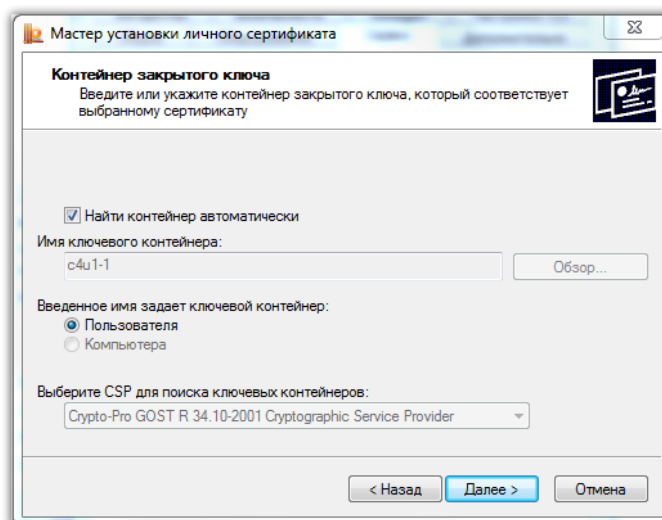 Мастер установки личного сертификата
Контейнер закрытого ключа
Введите или укажите контейнер закрытого ключа, который соответствует
выбранному сертификату
Найти контейнер автоматически
Имя ключевого контейнера:
c4u1-1
Обзор...
Введенное имя задает ключевой контейнер:
Пользователя
Компьютера
Выберите CSP для поиска ключевых контейнеров:
Crypto-Pro GOST R 34.10-2001 Cryptographic Service Provider
< Назад
Далее >
Отмена